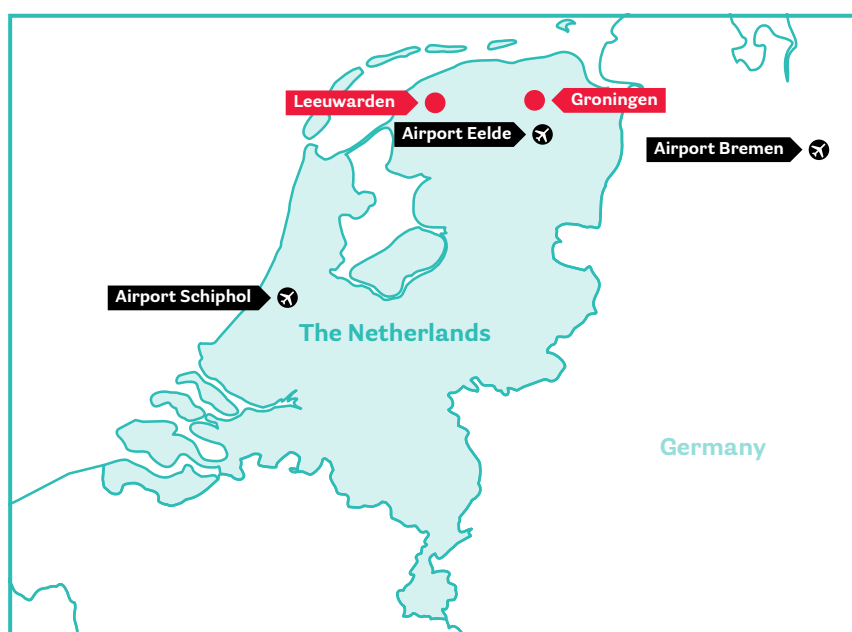 Leeuwarden
Groningen
Airport Eelde
Airport Bremen
Airport Schiphol
The Netherlands
Germany